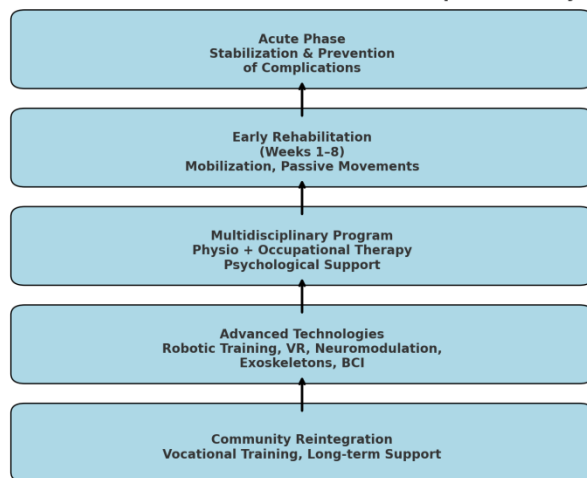 Acute Phase
Stabilization & Prevention
of Complications
Early Rehabilitation
(Weeks 1–8)
Mobilization, Passive Movements
Multidisciplinary Program
Physio + Occupational Therapy
Psychological Support
Advanced Technologies
Robotic Training, VR, Neuromodulation,
Exoskeletons, BCI
Community Reintegration
Vocational Training, Long-term Support